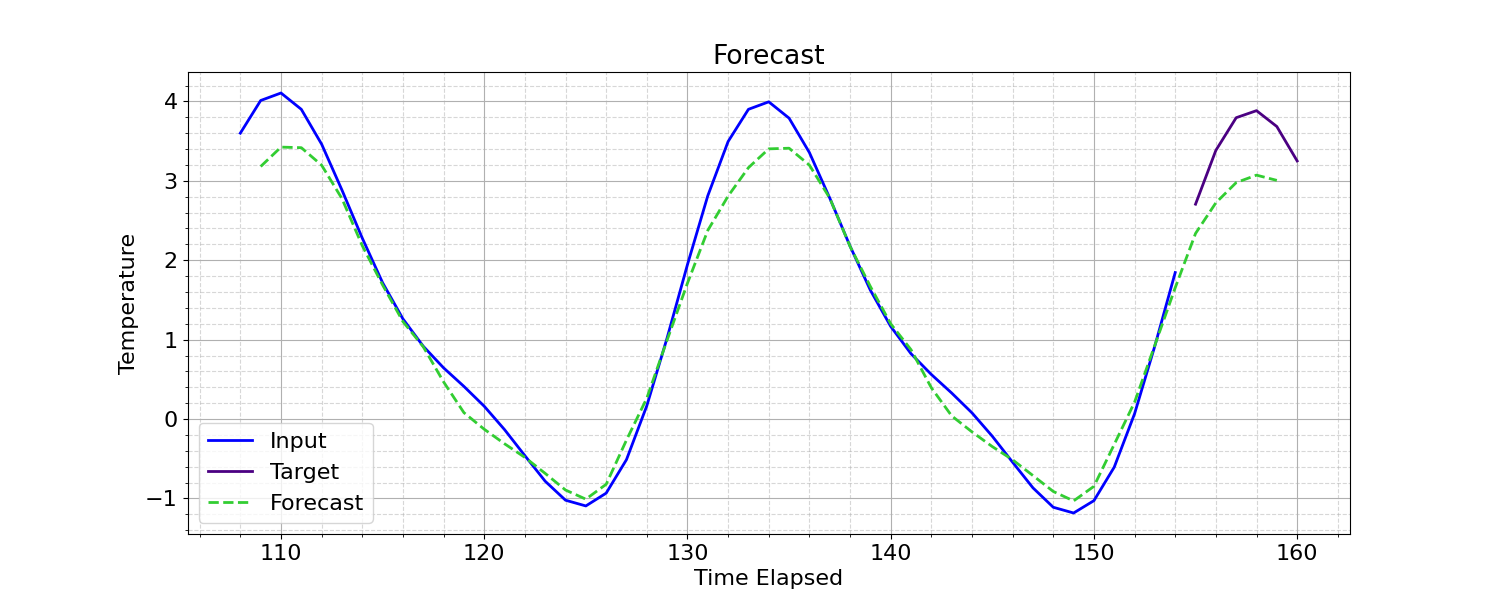 Forecast
4
3
2
1
0
−1
Temperature
Input
Target
Forecast
110 120 130 140 150 160
Time Elapsed